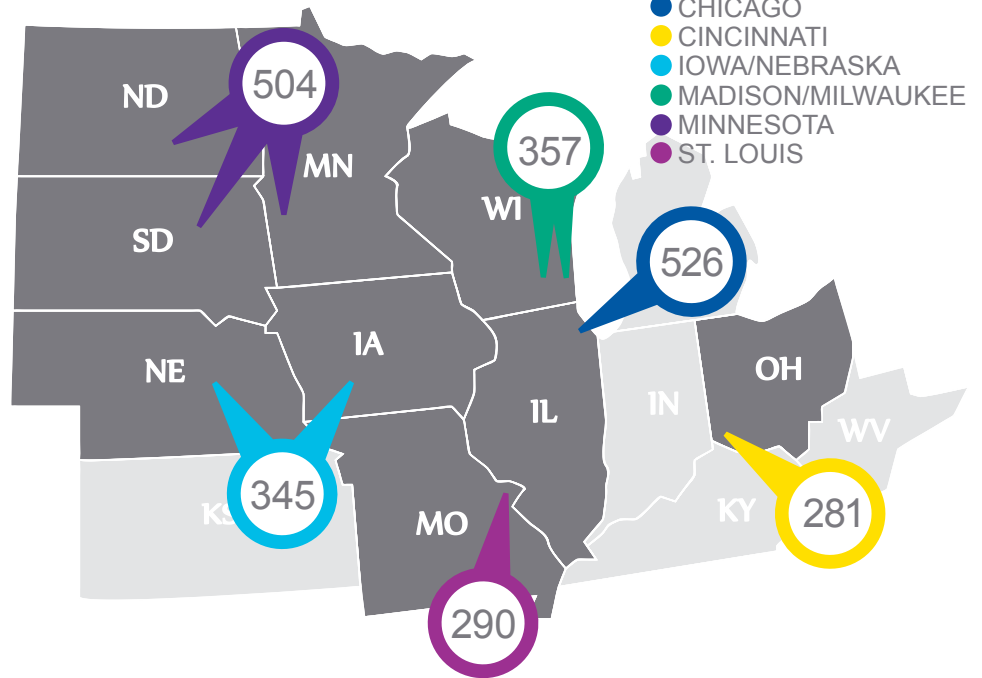 CHICAGO
CINCINNATI
IOWA/NEBRASKA
MADISON/MILWAUKEE
MINNESOTA
ST. LOUIS
504
ND
MN
357
WI
SD
526
IA
NE
OH
IL
IN
WV
345
KS
MO
KY
281
290